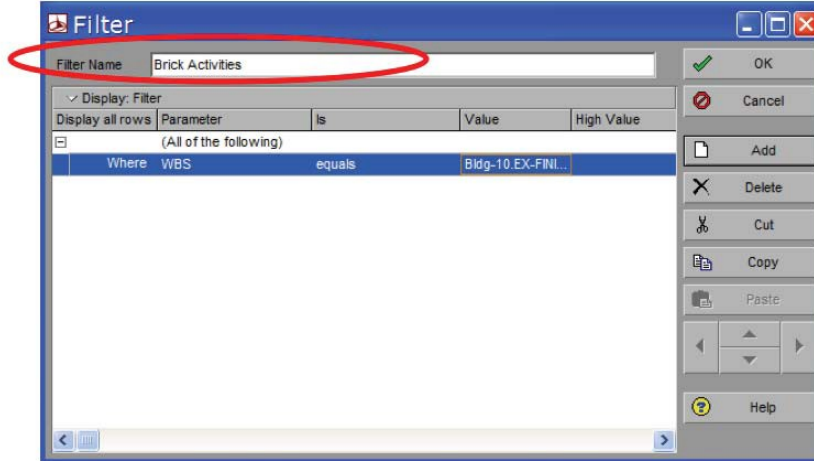 Filter
Filter Name Brick Activities
Display: Filter
Display all rows Parameter Is Value High Value
(All of the following)
Where WBS equals Bldg-10.EX-FINI...
OK
Cancel
Add
Delete
Cut
Copy
Paste
Help